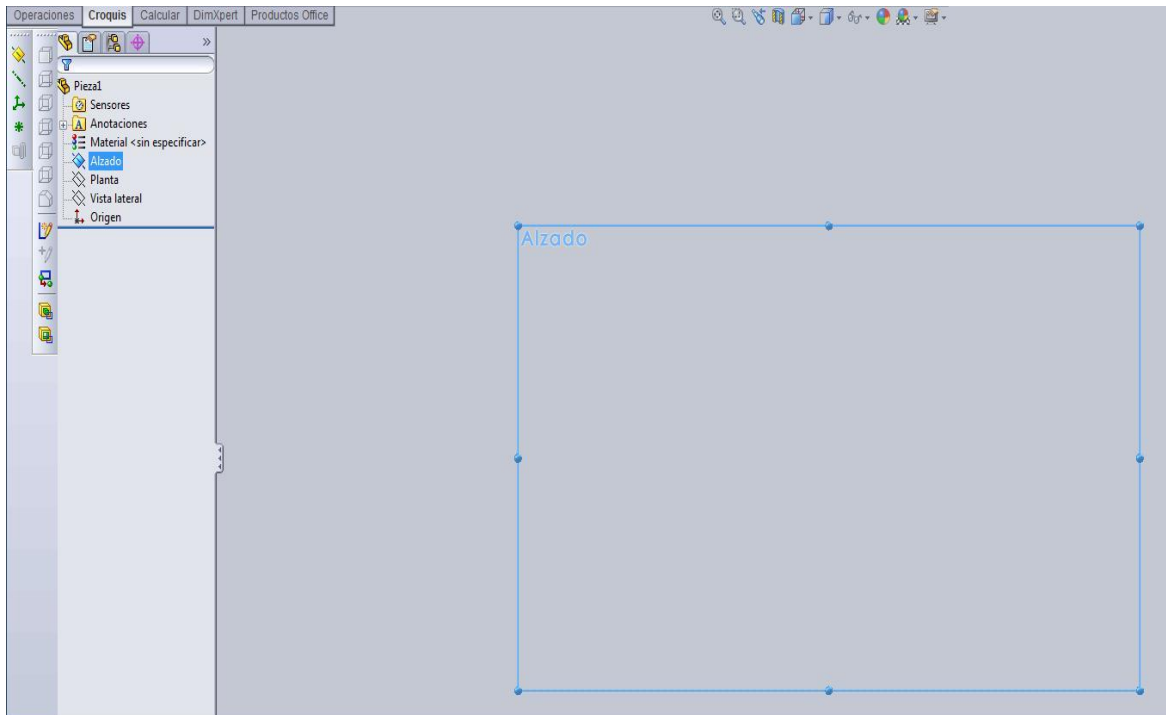 Operaciones Croquis Calcular DimXpert Productos Office
Pieza1
Sensores
A Anotaciones
Material <sin especificar>
Alzado
Planta
Vista lateral
Origen
Alzado